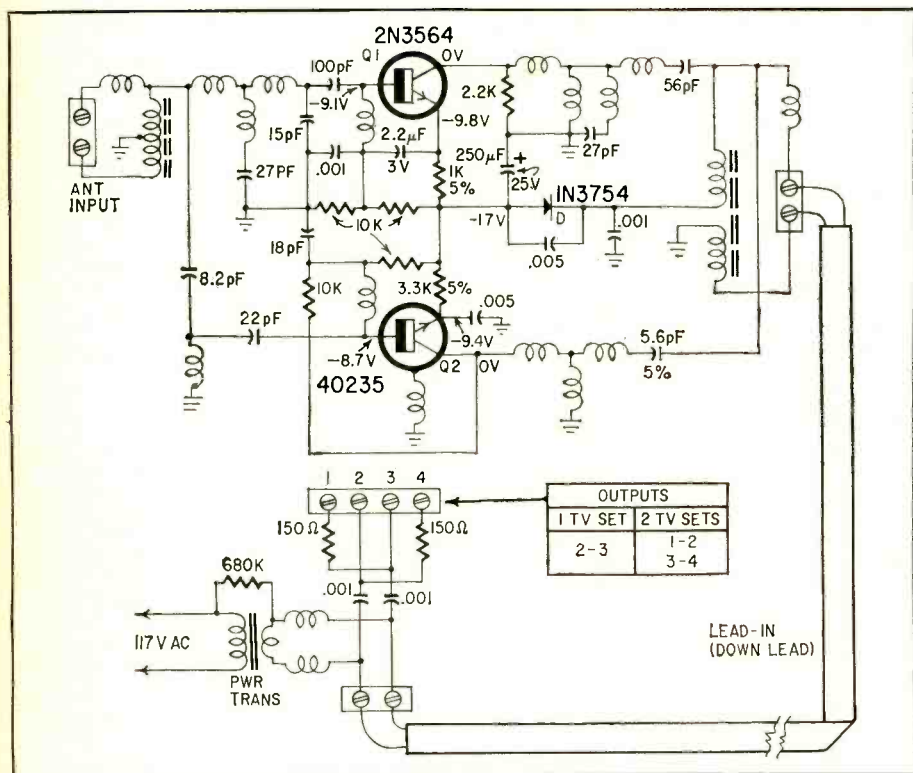 2N3564
Q1
0V
100pF
-9.1V
-9.8V
2.2K
56pF
15pF
2.2µF
3V
27pF
250µF +
25V
ANT
INPUT
27PF
.001
1K
5%
1N3754
-17V
D
.001
10K
.005
18pF
8.2pF
10K
3.3K
5%
.005
22pF
-9.4V
-8.7V
Q2
0V
5.6pF
5%
40235
1 2 3 4
OUTPUTS
1 TV SET 2 TV SETS
2-3 1-2
3-4
150Ω
150Ω
680K
.001
.001
117V AC
PWR
TRANS
LEAD-IN
(DOWN LEAD)